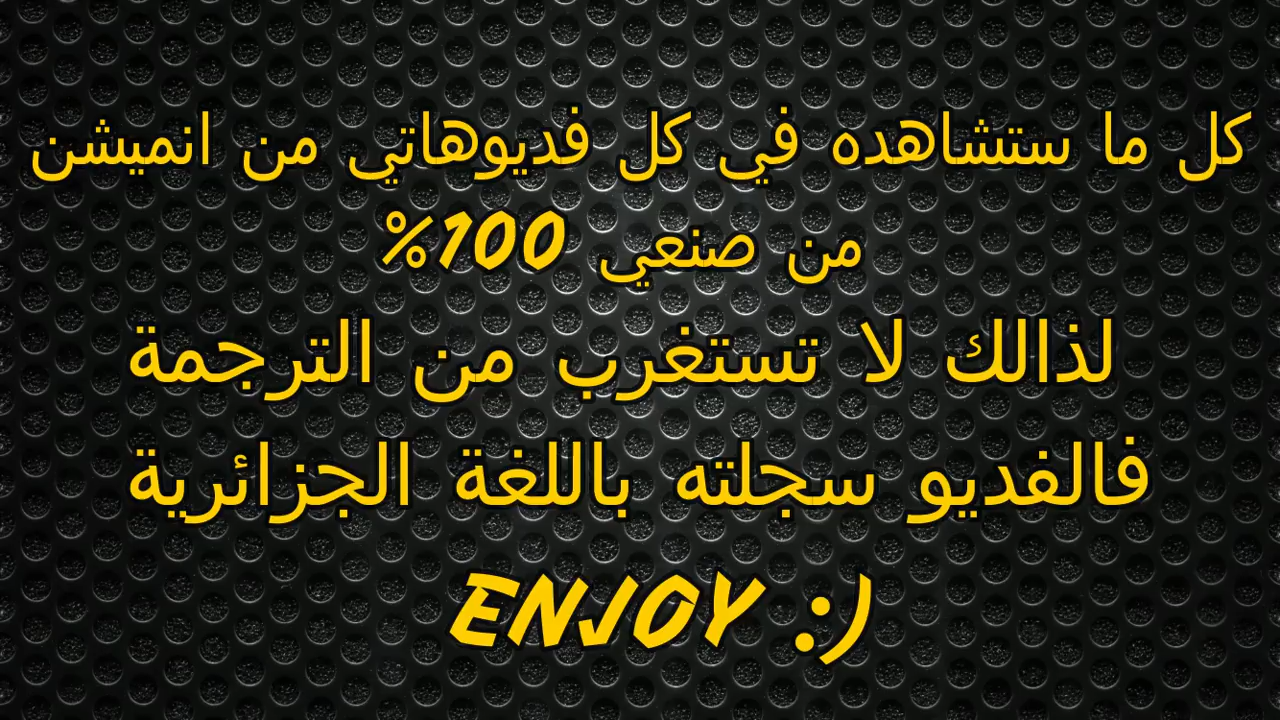 كل ما ستشاهده في كل فديوهاتي من انميشن
من صنعي 100%
لذالك لا تستغرب من الترجمة
فالفديو سجلته باللغة الجزائرية
ENJOY :)